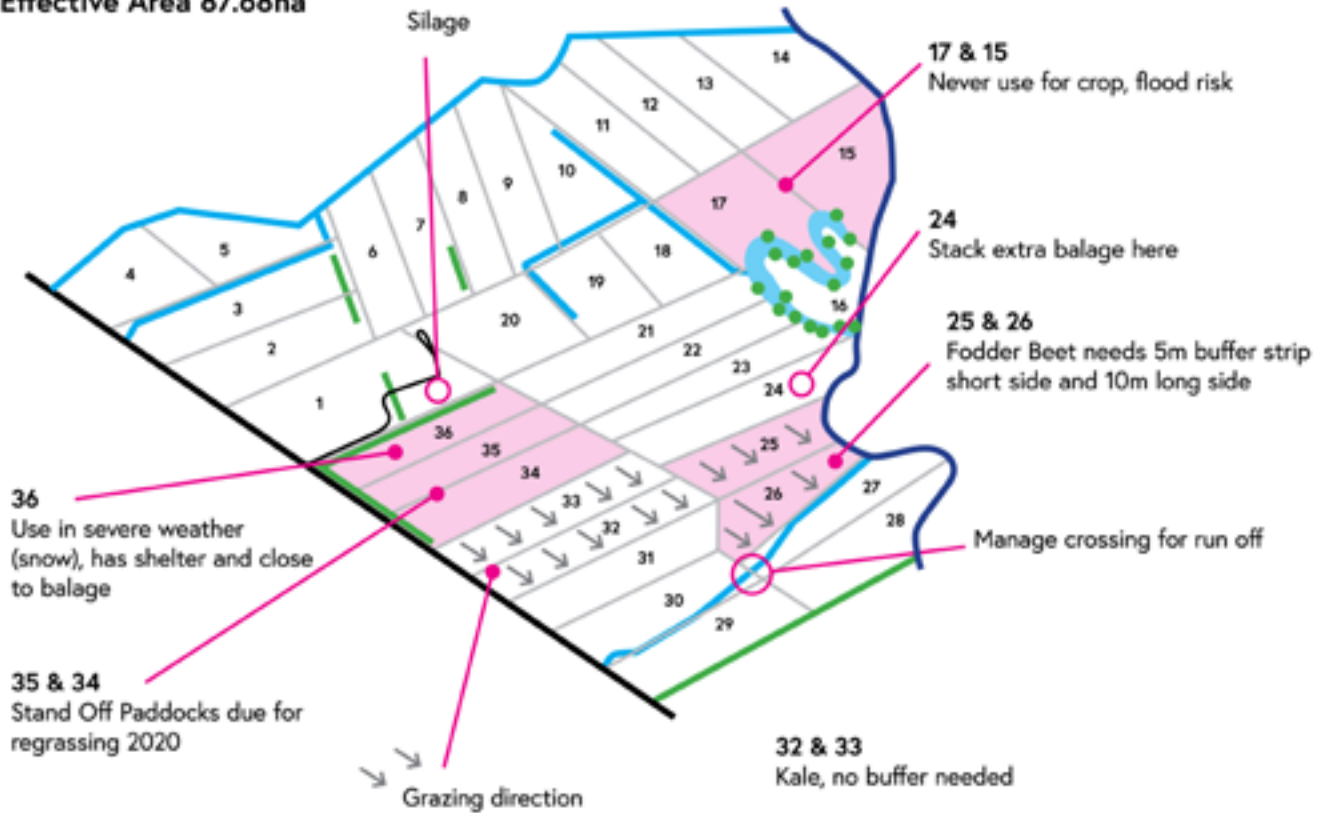 Effective Area 87.68ha
Silage
17 & 15
Never use for crop, flood risk
24
Stack extra balage here
25 & 26
Fodder Beet needs 5m buffer strip
short side and 10m long side
Manage crossing for run off
36
Use in severe weather
(snow), has shelter and close
to balage
35 & 34
Stand Off Paddocks due for
regrassing 2020
Grazing direction
32 & 33
Kale, no buffer needed
14
13
12
11
10
9
8
7
6
5
4
3
2
1
15
17
18
19
20
16
21
22
23
24
25
26
27
28
29
30
31
32
33
34
35
36